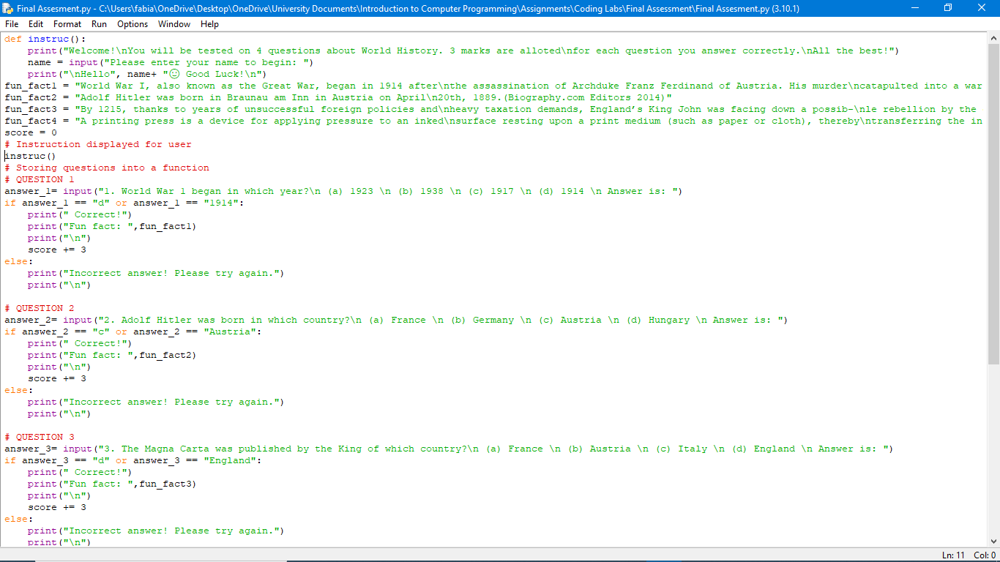 Final Assesment.py - C:\Users\fabia\OneDrive\Desktop\OneDrive\University Documents\Introduction to Computer Programming\Assignments\Coding Labs\Final Assessment\Final Assesment.py (3.10.1)
File Edit Format Run Options Window Help
def instruc():
    print("Welcome!\nYou will be tested on 4 questions about World History. 3 marks are alloted\nfor each question you answer correctly.\nAll the best!")
    name = input("Please enter your name to begin: ")
    print("\nHello", name+ "☺ Good Luck!\n")
fun_fact1 = "World War I, also known as the Great War, began in 1914 after\nthe assassination of Archduke Franz Ferdinand of Austria. His murder\ncatapulted into a war
fun_fact2 = "Adolf Hitler was born in Braunau am Inn in Austria on April\n20th, 1889.(Biography.com Editors 2014)"
fun_fact3 = "By 1215, thanks to years of unsuccessful foreign policies and\nheavy taxation demands, England’s King John was facing down a possib-\nle rebellion by the
fun_fact4 = "A printing press is a device for applying pressure to an inked\nsurface resting upon a print medium (such as paper or cloth), thereby\ntransferring the in
score = 0
# Instruction displayed for user
instruc()
# Storing questions into a function
# QUESTION 1
answer_1= input("1. World War 1 began in which year?\n (a) 1923 \n (b) 1938 \n (c) 1917 \n (d) 1914 \n Answer is: ")
if answer_1 == "d" or answer_1 == "1914":
    print(" Correct!")
    print("Fun fact: ",fun_fact1)
    print("\n")
    score += 3
else:
    print("Incorrect answer! Please try again.")
    print("\n")
# QUESTION 2
answer_2= input("2. Adolf Hitler was born in which country?\n (a) France \n (b) Germany \n (c) Austria \n (d) Hungary \n Answer is: ")
if answer_2 == "c" or answer_2 == "Austria":
    print(" Correct!")
    print("Fun fact: ",fun_fact2)
    print("\n")
    score += 3
else:
    print("Incorrect answer! Please try again.")
    print("\n")
# QUESTION 3
answer_3= input("3. The Magna Carta was published by the King of which country?\n (a) France \n (b) Austria \n (c) Italy \n (d) England \n Answer is: ")
if answer_3 == "d" or answer_3 == "England":
    print(" Correct!")
    print("Fun fact: ",fun_fact3)
    print("\n")
    score += 3
else:
    print("Incorrect answer! Please try again.")
    print("\n")
Ln: 11 Col: 0